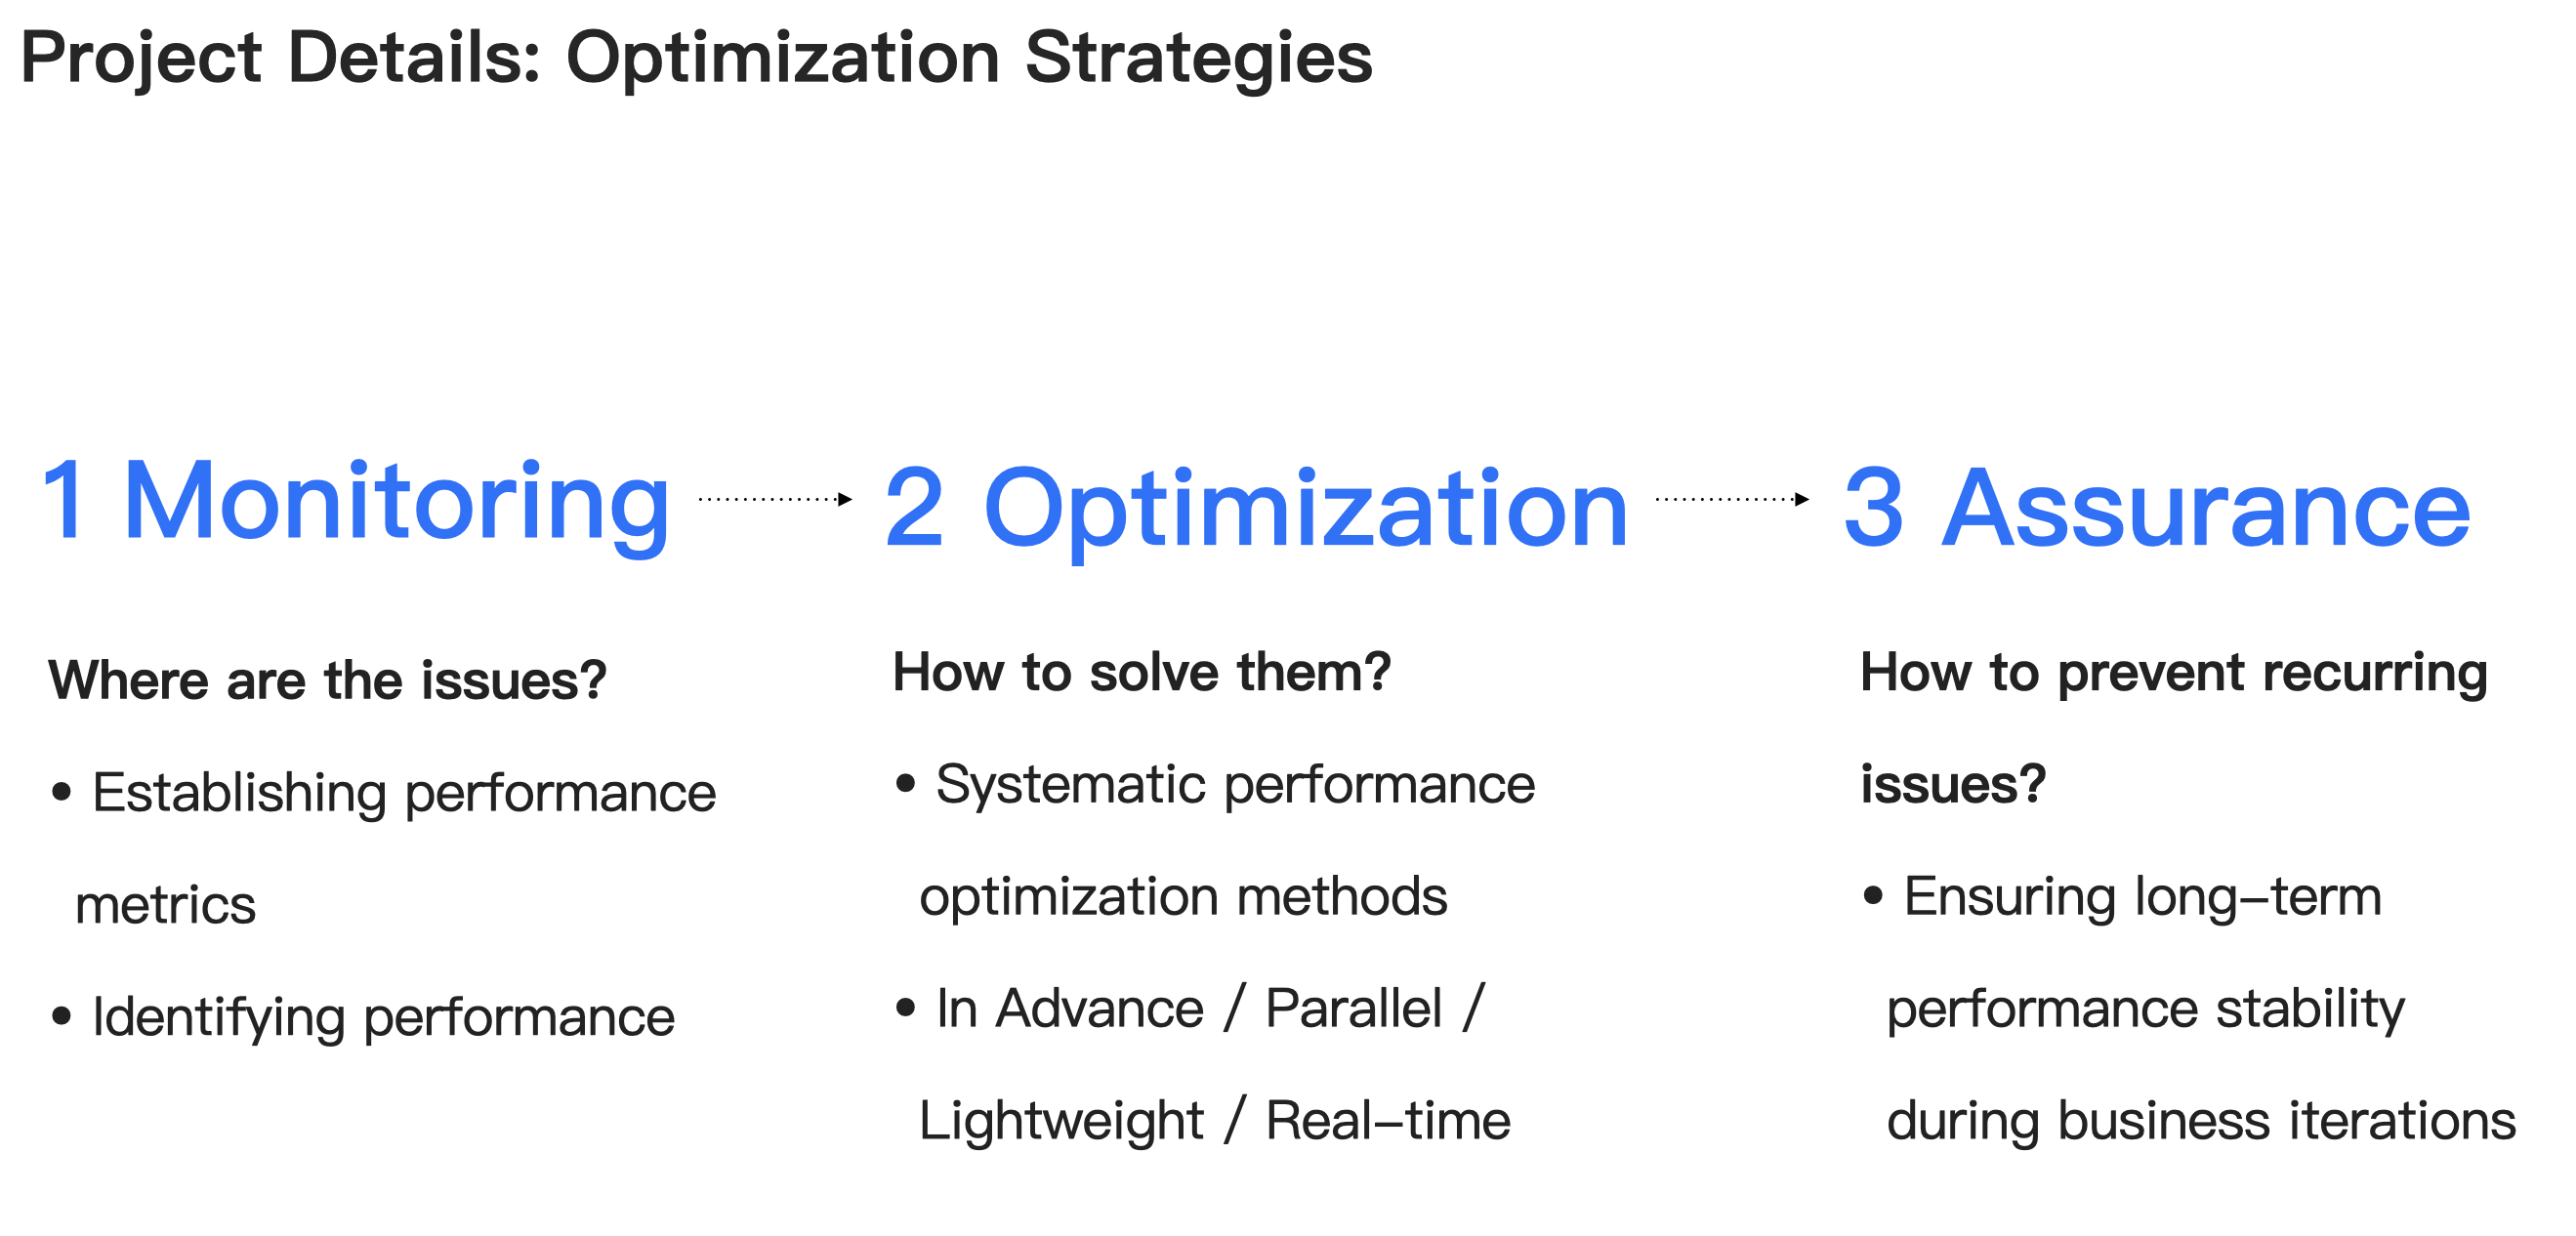 Project Details: Optimization Strategies
1 Monitoring
Where are the issues?
• Establishing performance
metrics
• Identifying performance
2 Optimization
How to solve them?
• Systematic performance
optimization methods
• In Advance / Parallel /
Lightweight / Real–time
3 Assurance
How to prevent recurring
issues?
• Ensuring long–term
performance stability
during business iterations